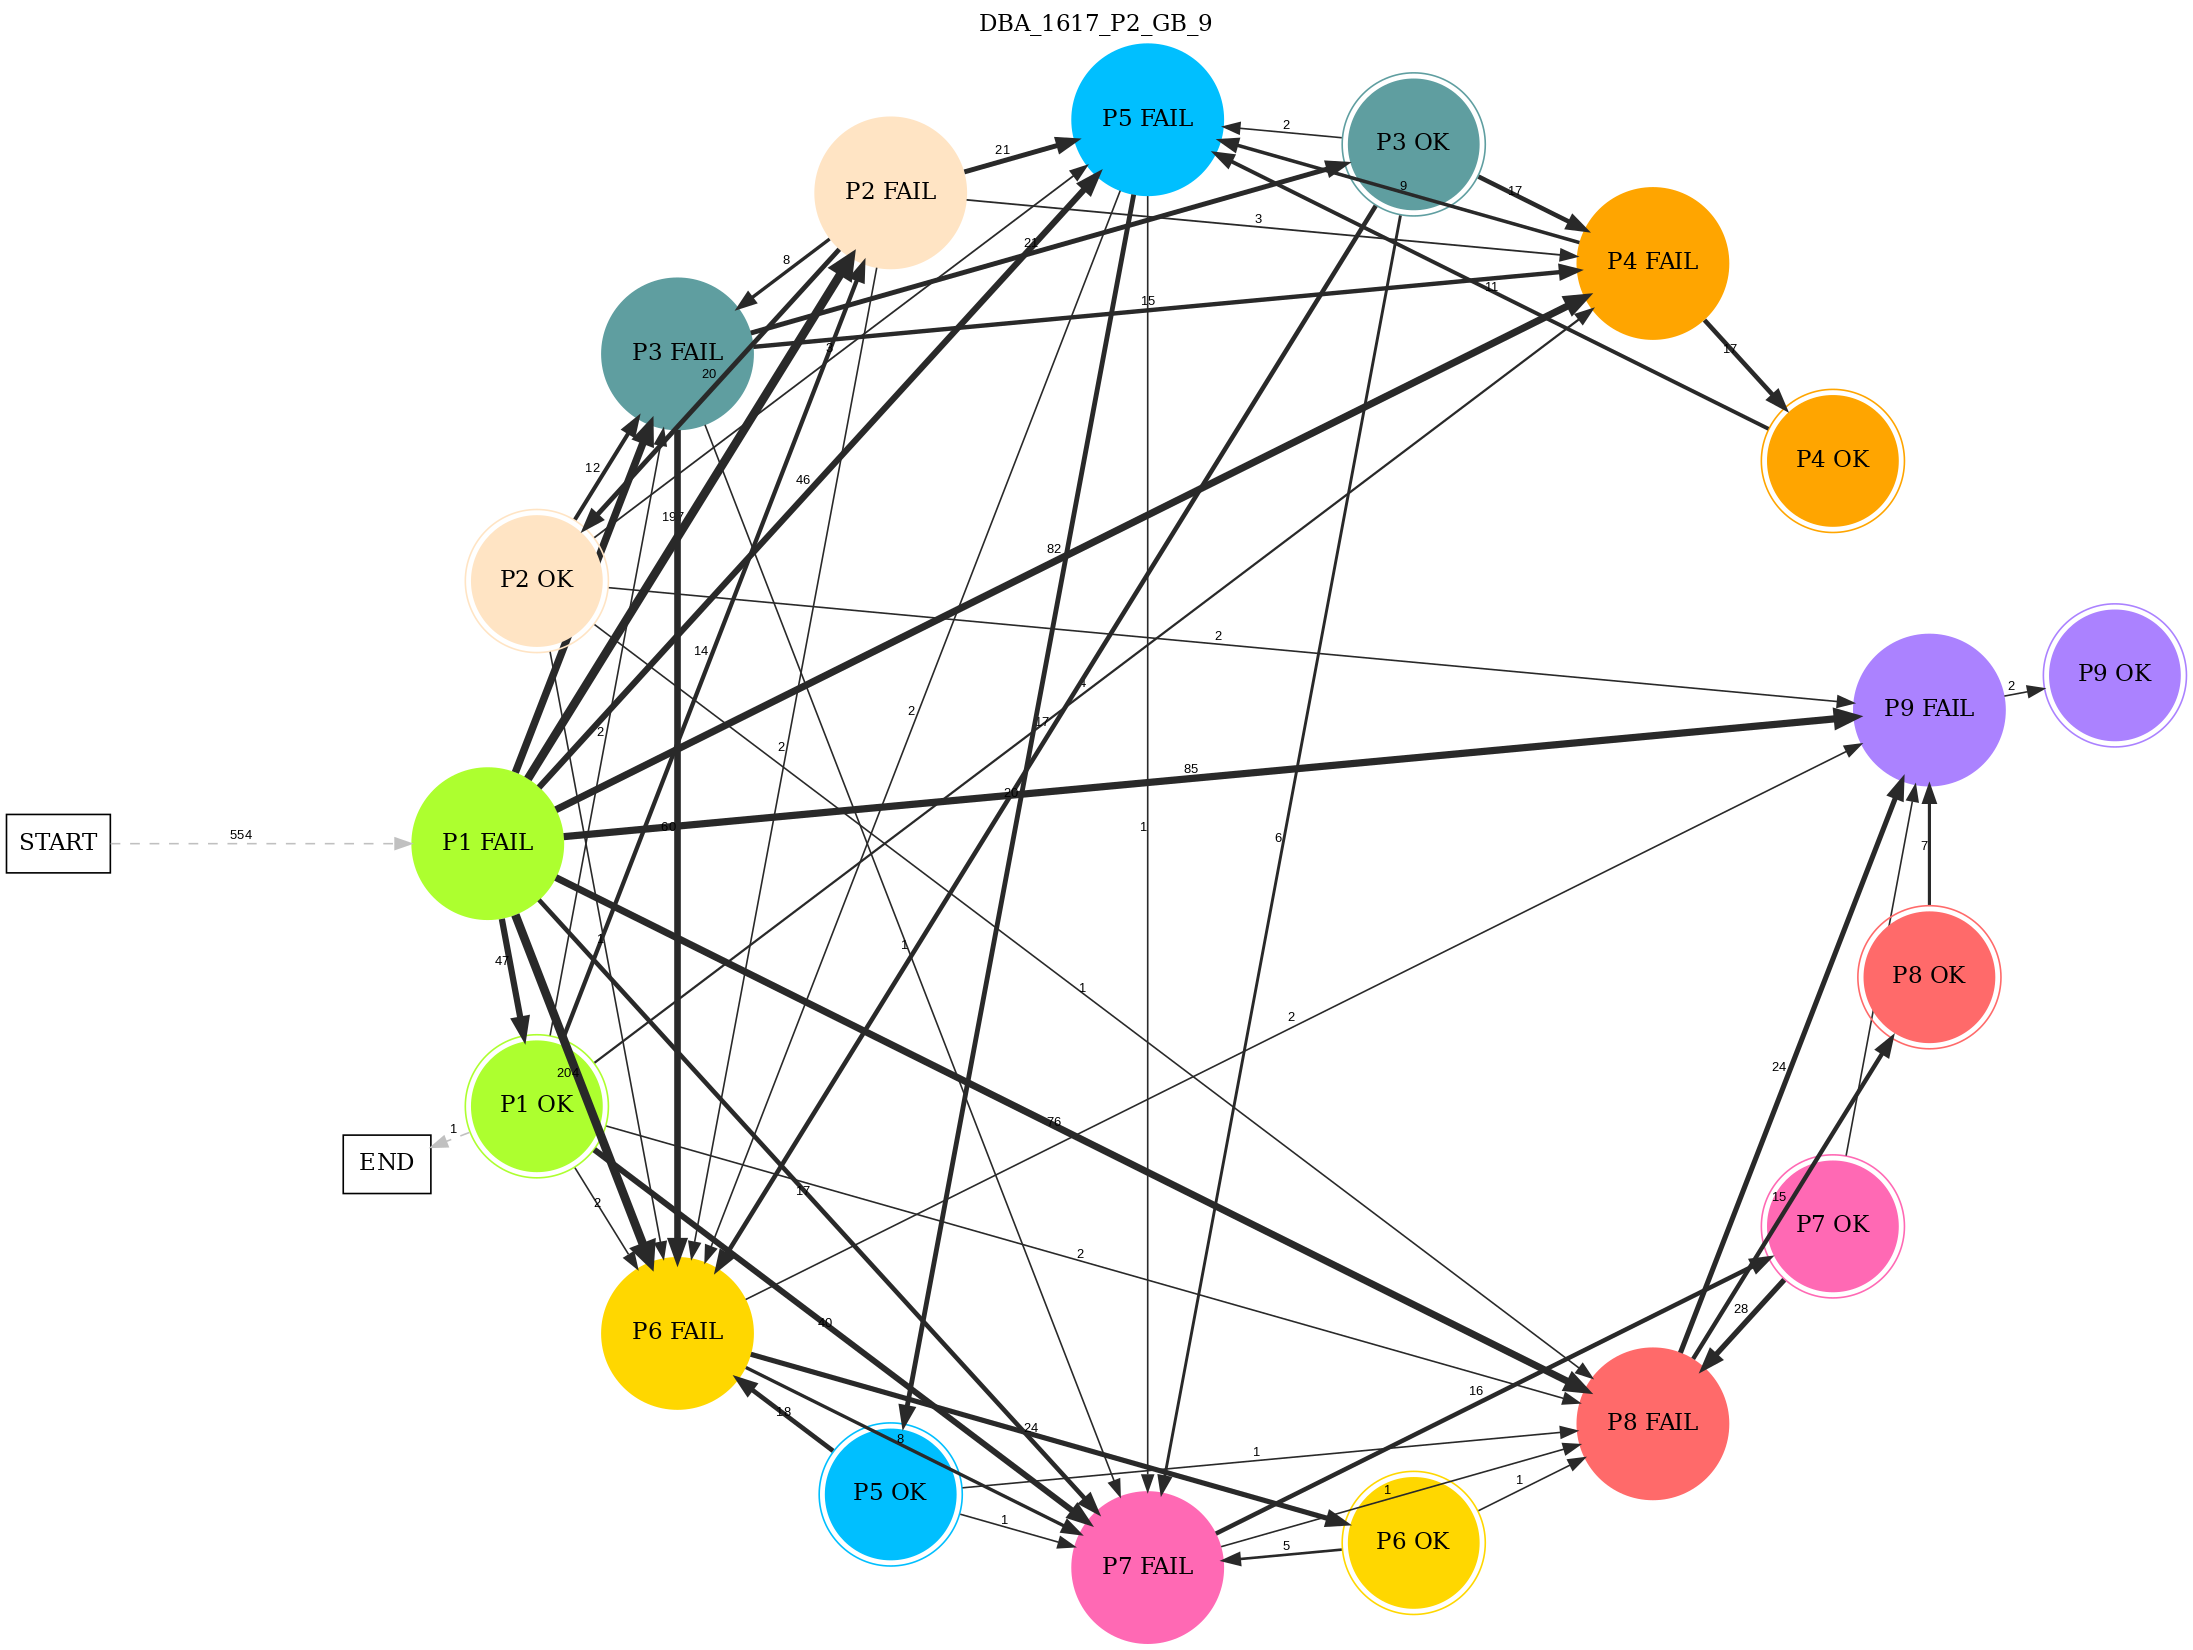 DBA_1617_P2_GB_9
P5 FAIL
P3 OK
P2 FAIL
P4 FAIL
P3 FAIL
P4 OK
P2 OK
P9 OK
P9 FAIL
START
P1 FAIL
P8 OK
P1 OK
END
P7 OK
P6 FAIL
P8 FAIL
P5 OK
P6 OK
P7 FAIL
2
21
9
17
3
21
8
15
11
3
17
20
12
46
197
82
2
14
4
2
2
2
2
17
85
20
554
60
1
6
7
1
47
1
2
24
204
76
1
17
15
2
2
28
40
16
18
24
8
1
1
1
1
5